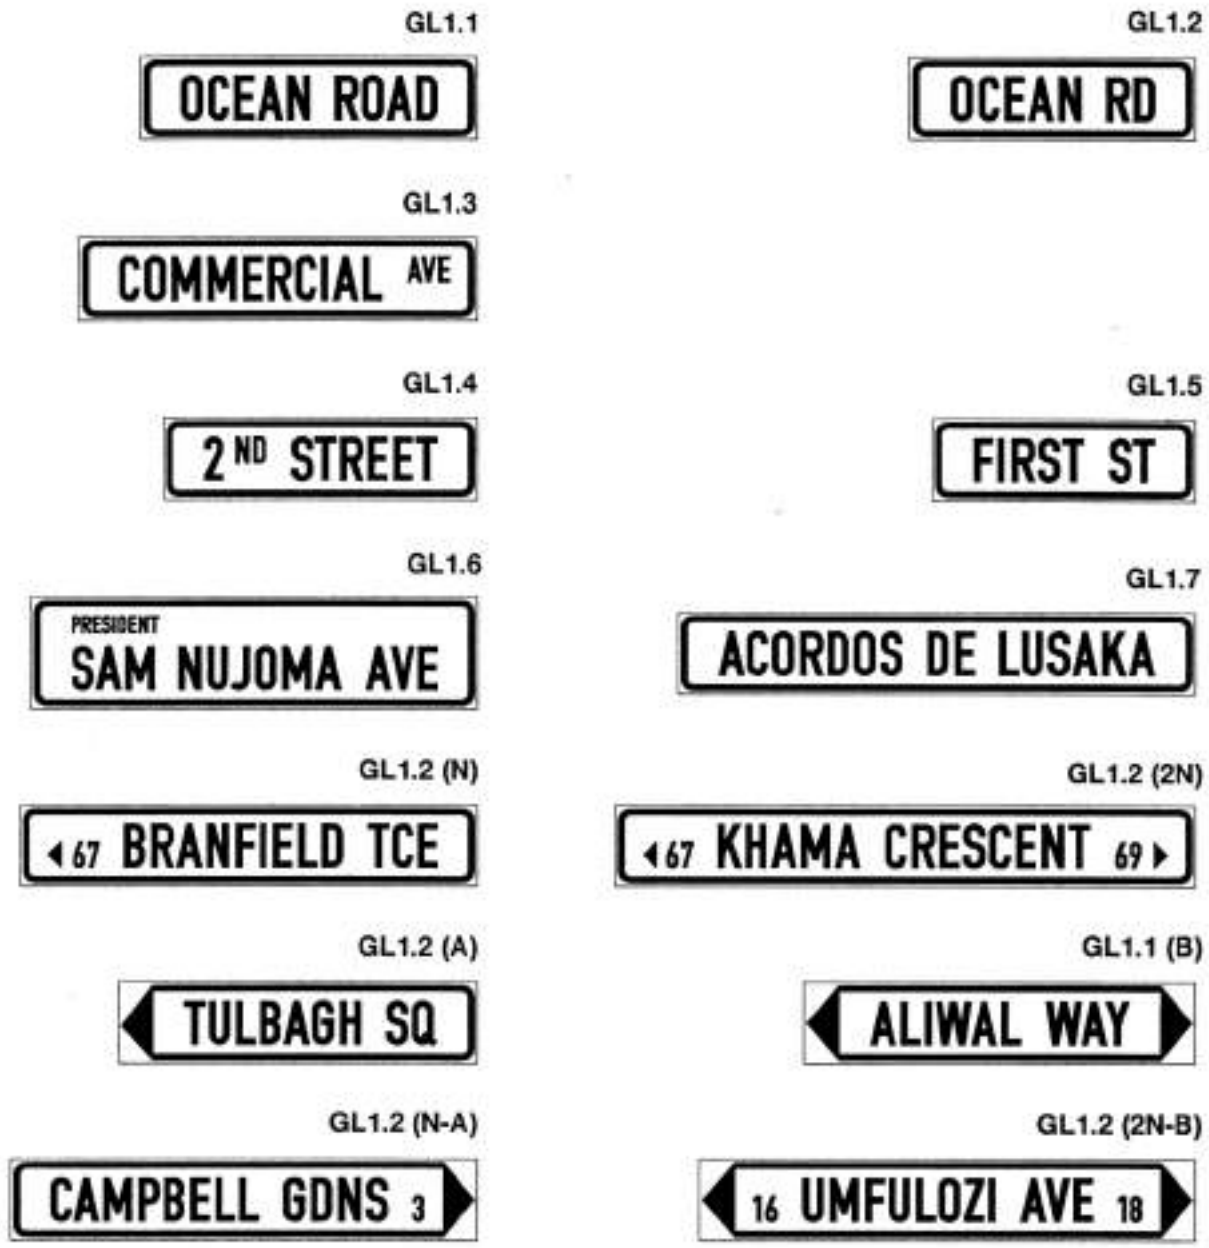 GL1.1
OCEAN ROAD
GL1.2
OCEAN RD
GL1.3
COMMERCIAL AVE
GL1.4
2ND STREET
GL1.5
FIRST ST
GL1.6
PRESIDENT
SAM NUJOMA AVE
GL1.7
ACORDOS DE LUSAKA
GL1.2 (N)
67 BRANFIELD TCE
GL1.2 (2N)
67 KHAMA CRESCENT 69
GL1.2 (A)
TULBAGH SQ
GL1.1 (B)
ALIWAL WAY
GL1.2 (N-A)
CAMPBELL GDNS 3
GL1.2 (2N-B)
16 UMFULOZI AVE 18